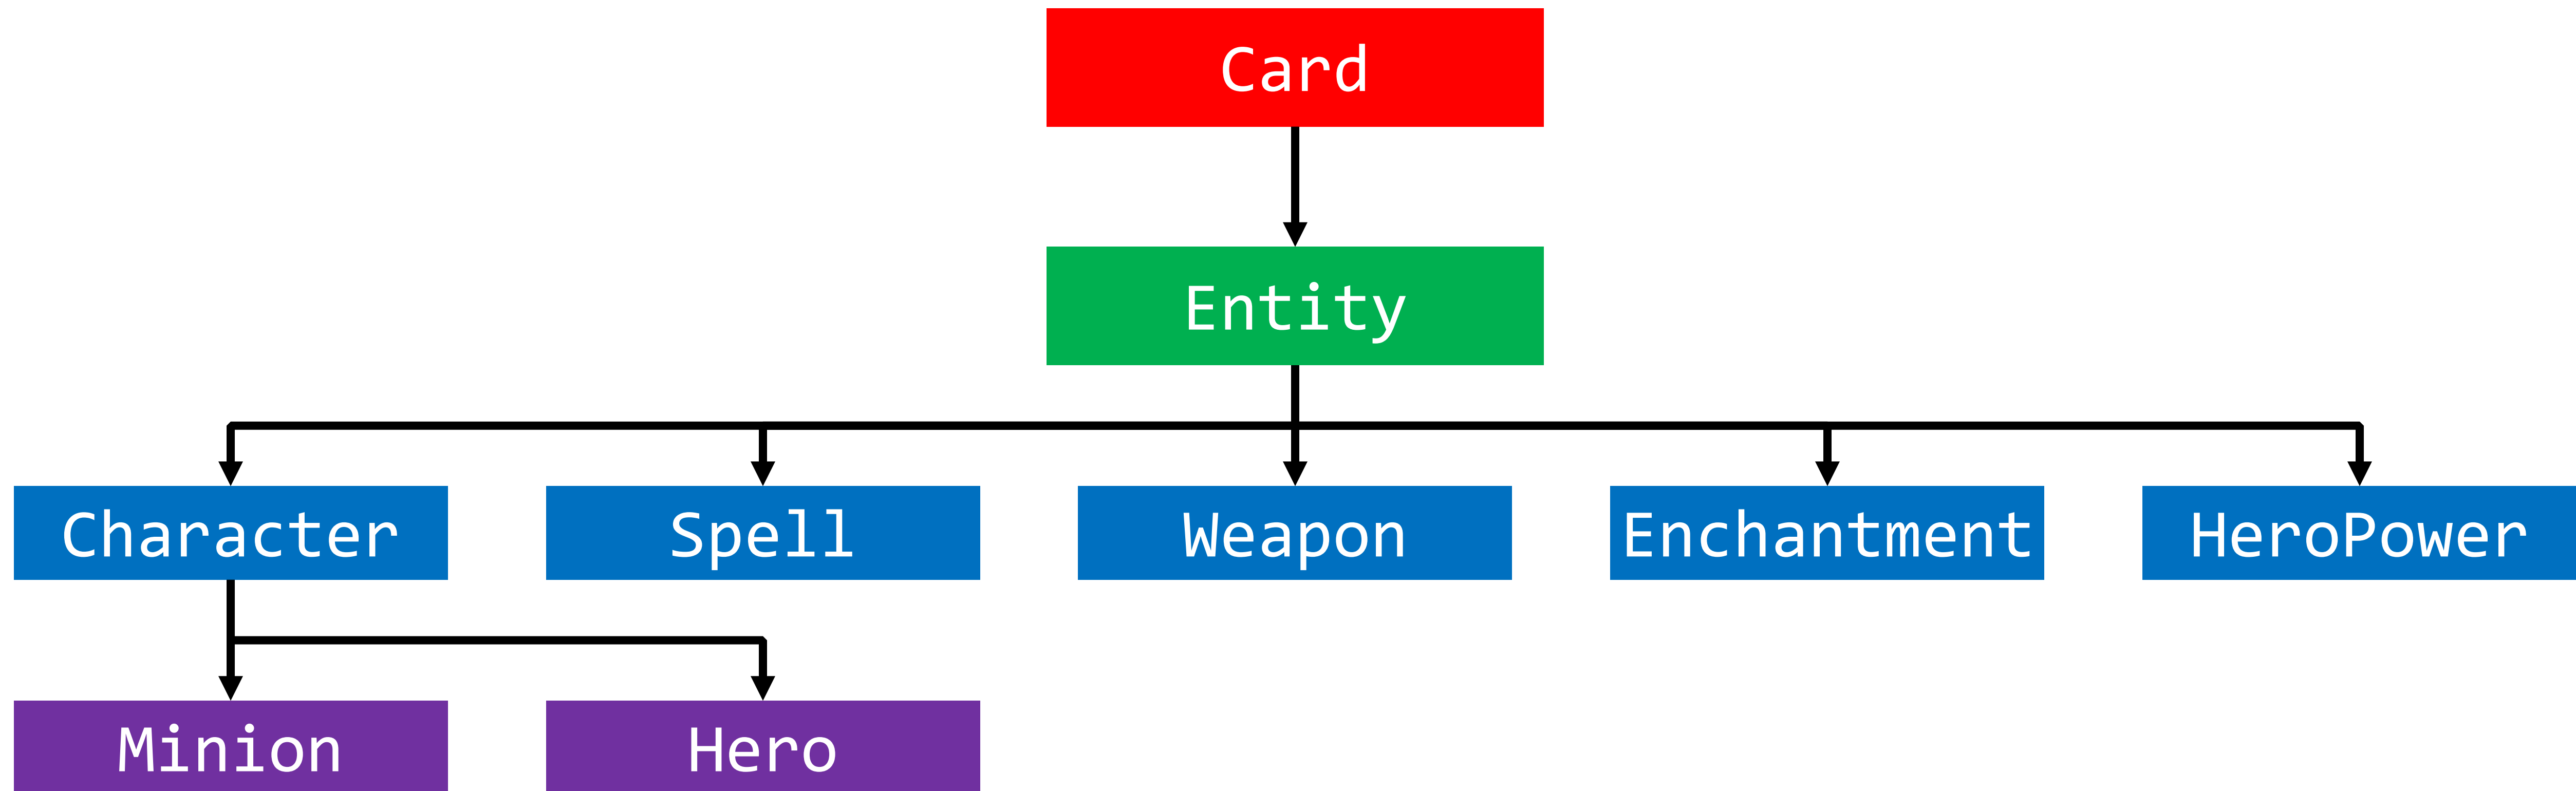 Card
Entity
Character
Spell
Weapon
Enchantment
HeroPower
Minion
Hero